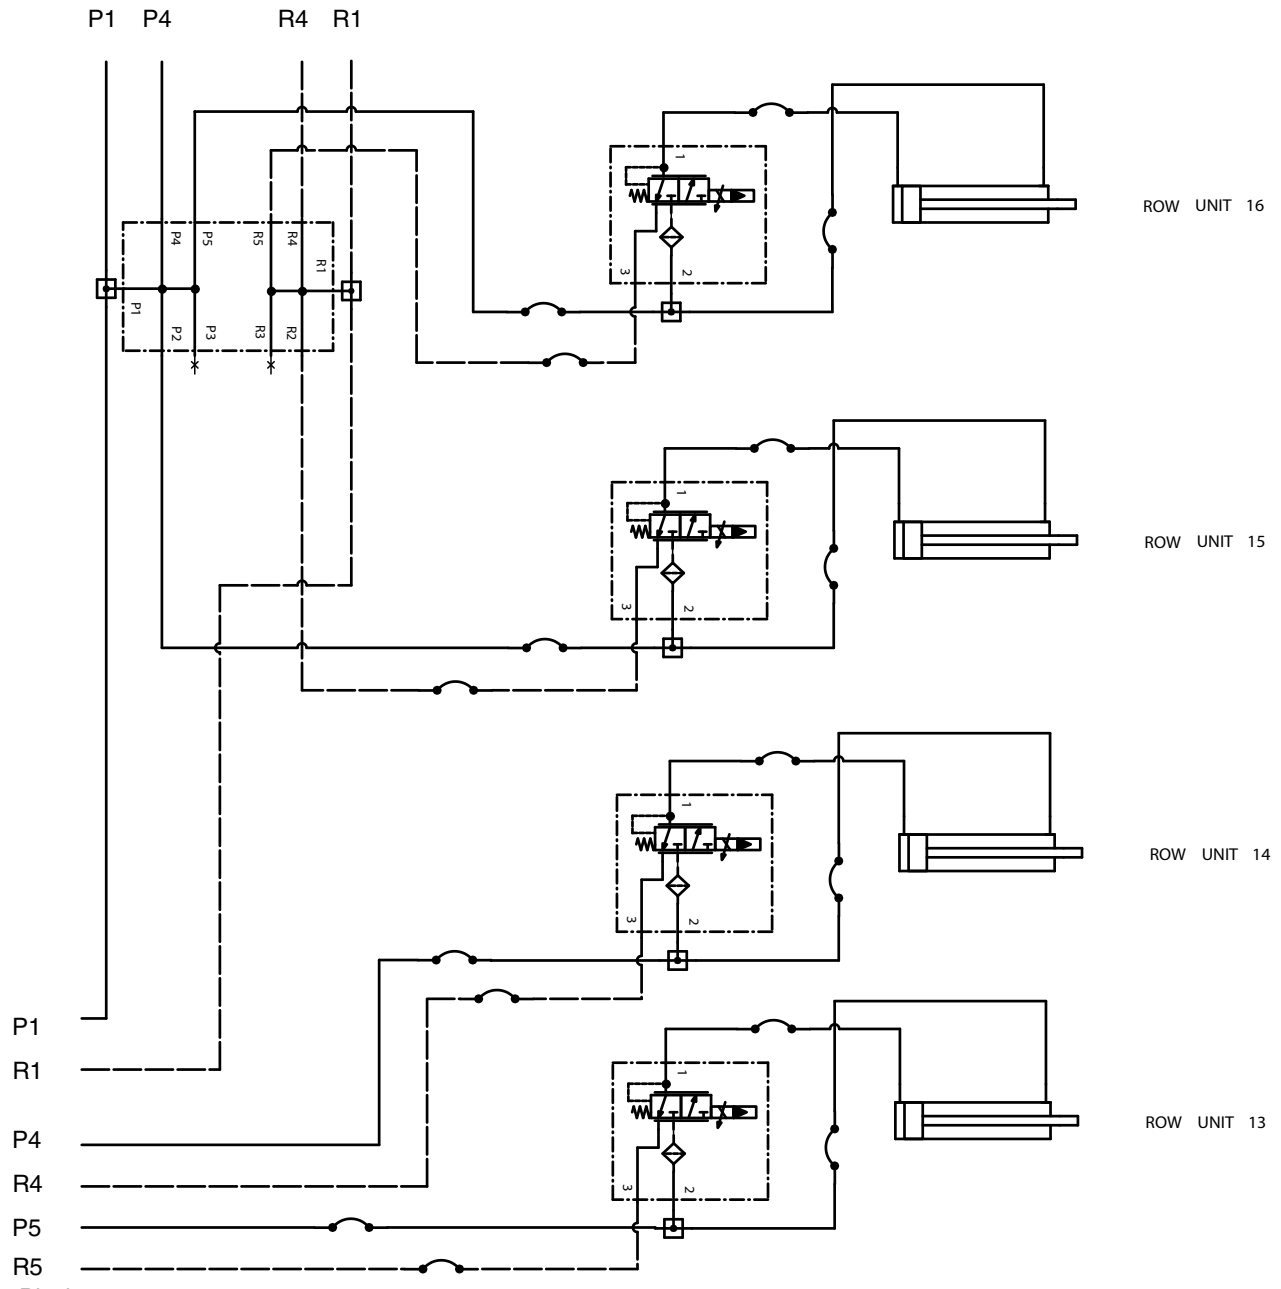 P1 P4 R4 R1
1
3 2
ROW UNIT 16
P4 P5 R5 R4
R1
P1
P2 P3 R3 R2
1
3 2
ROW UNIT 15
1
3 2
ROW UNIT 14
1
3 2
ROW UNIT 13
P1
R1
P4
R4
P5
R5